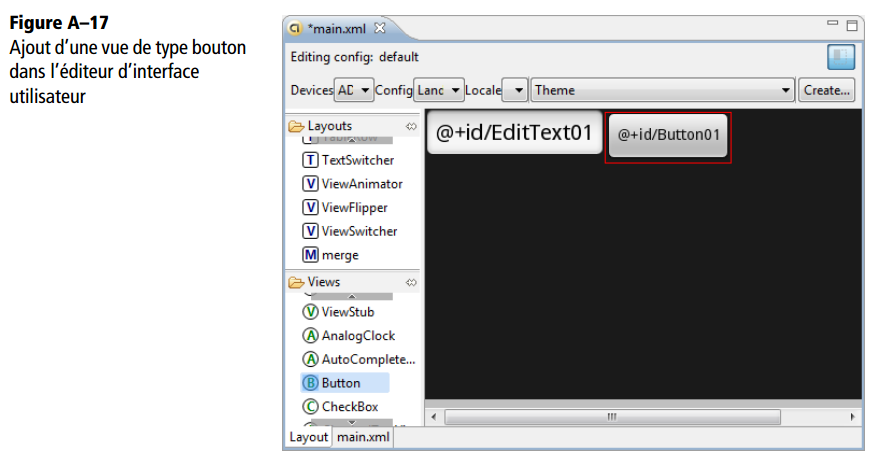 Figure A–17
Ajout d'une vue de type bouton
dans l'éditeur d'interface
utilisateur
*main.xml
Editing config: default
Devices AD Config Lanc Locale Theme Create...
Layouts
TextSwitcher
ViewAnimator
ViewFlipper
ViewSwitcher
merge
Views
ViewStub
AnalogClock
AutoComplete...
Button
CheckBox
@+id/EditText01 @+id/Button01
Layout main.xml